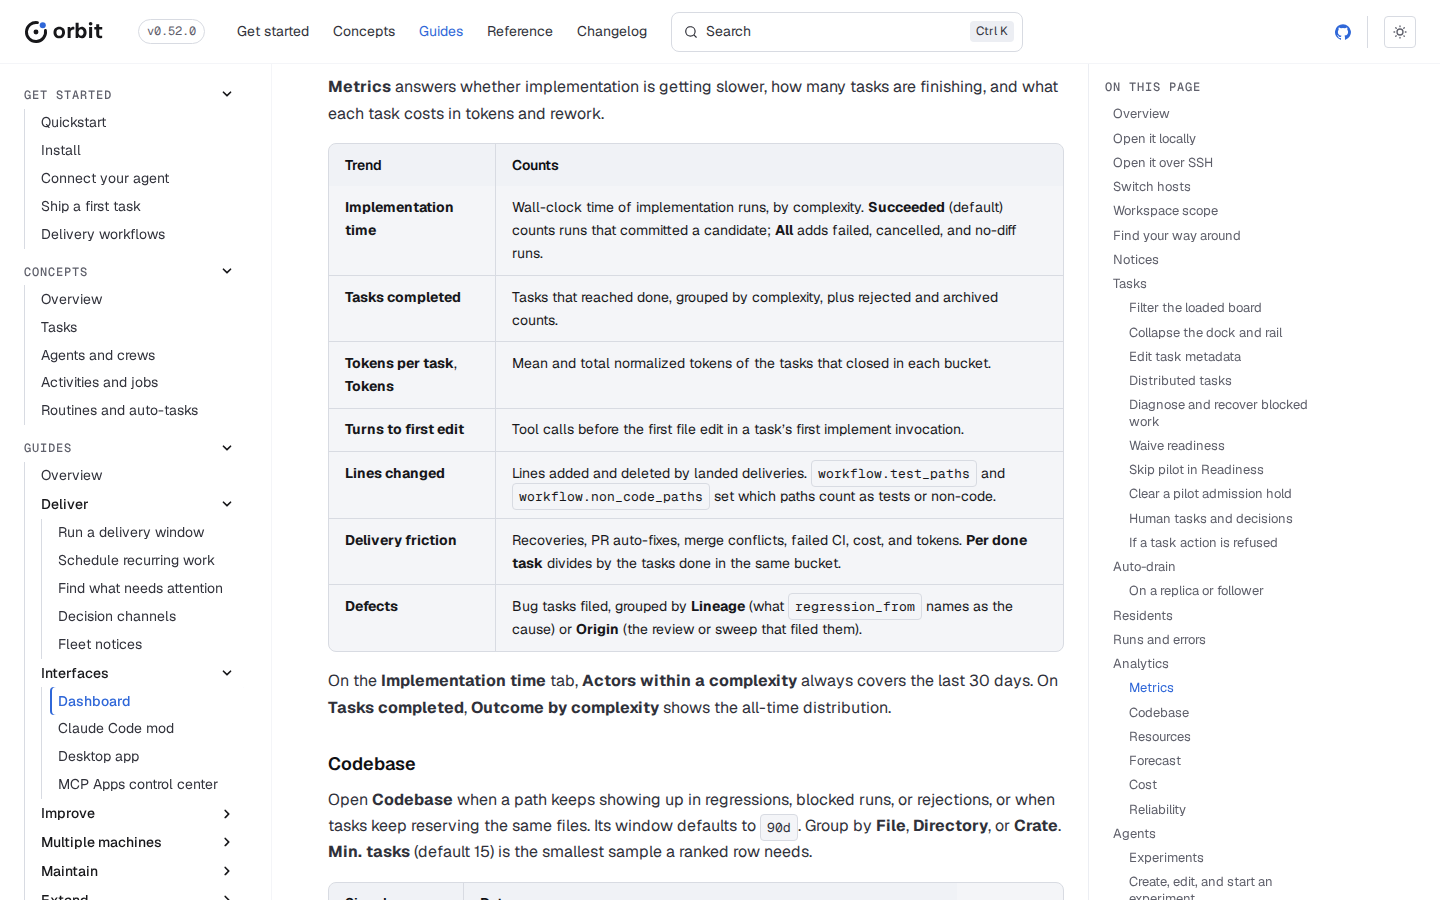 orbit
v0.52.0
Get started
Concepts
Guides
Reference
Changelog
Search
Ctrl K
GET STARTED
Quickstart
Install
Connect your agent
Ship a first task
Delivery workflows
CONCEPTS
Overview
Tasks
Agents and crews
Activities and jobs
Routines and auto-tasks
GUIDES
Overview
Deliver
Run a delivery window
Schedule recurring work
Find what needs attention
Decision channels
Fleet notices
Interfaces
Dashboard
Claude Code mod
Desktop app
MCP Apps control center
Improve
Multiple machines
Maintain
Extend
Metrics answers whether implementation is getting slower, how many tasks are finishing, and what
each task costs in tokens and rework.
Trend
Counts
Implementation
time
Wall-clock time of implementation runs, by complexity. Succeeded (default)
counts runs that committed a candidate; All adds failed, cancelled, and no-diff
runs.
Tasks completed
Tasks that reached done, grouped by complexity, plus rejected and archived
counts.
Tokens per task,
Tokens
Mean and total normalized tokens of the tasks that closed in each bucket.
Turns to first edit
Tool calls before the first file edit in a task's first implement invocation.
Lines changed
Lines added and deleted by landed deliveries. workflow.test_paths and
workflow.non_code_paths set which paths count as tests or non-code.
Delivery friction
Recoveries, PR auto-fixes, merge conflicts, failed CI, cost, and tokens. Per done
task divides by the tasks done in the same bucket.
Defects
Bug tasks filed, grouped by Lineage (what regression_from names as the
cause) or Origin (the review or sweep that filed them).
On the Implementation time tab, Actors within a complexity always covers the last 30 days. On
Tasks completed, Outcome by complexity shows the all-time distribution.
Codebase
Open Codebase when a path keeps showing up in regressions, blocked runs, or rejections, or when
tasks keep reserving the same files. Its window defaults to 90d. Group by File, Directory, or Crate.
Min. tasks (default 15) is the smallest sample a ranked row needs.
ON THIS PAGE
Overview
Open it locally
Open it over SSH
Switch hosts
Workspace scope
Find your way around
Notices
Tasks
Filter the loaded board
Collapse the dock and rail
Edit task metadata
Distributed tasks
Diagnose and recover blocked
work
Waive readiness
Skip pilot in Readiness
Clear a pilot admission hold
Human tasks and decisions
If a task action is refused
Auto-drain
On a replica or follower
Residents
Runs and errors
Analytics
Metrics
Codebase
Resources
Forecast
Cost
Reliability
Agents
Experiments
Create, edit, and start an
experiment